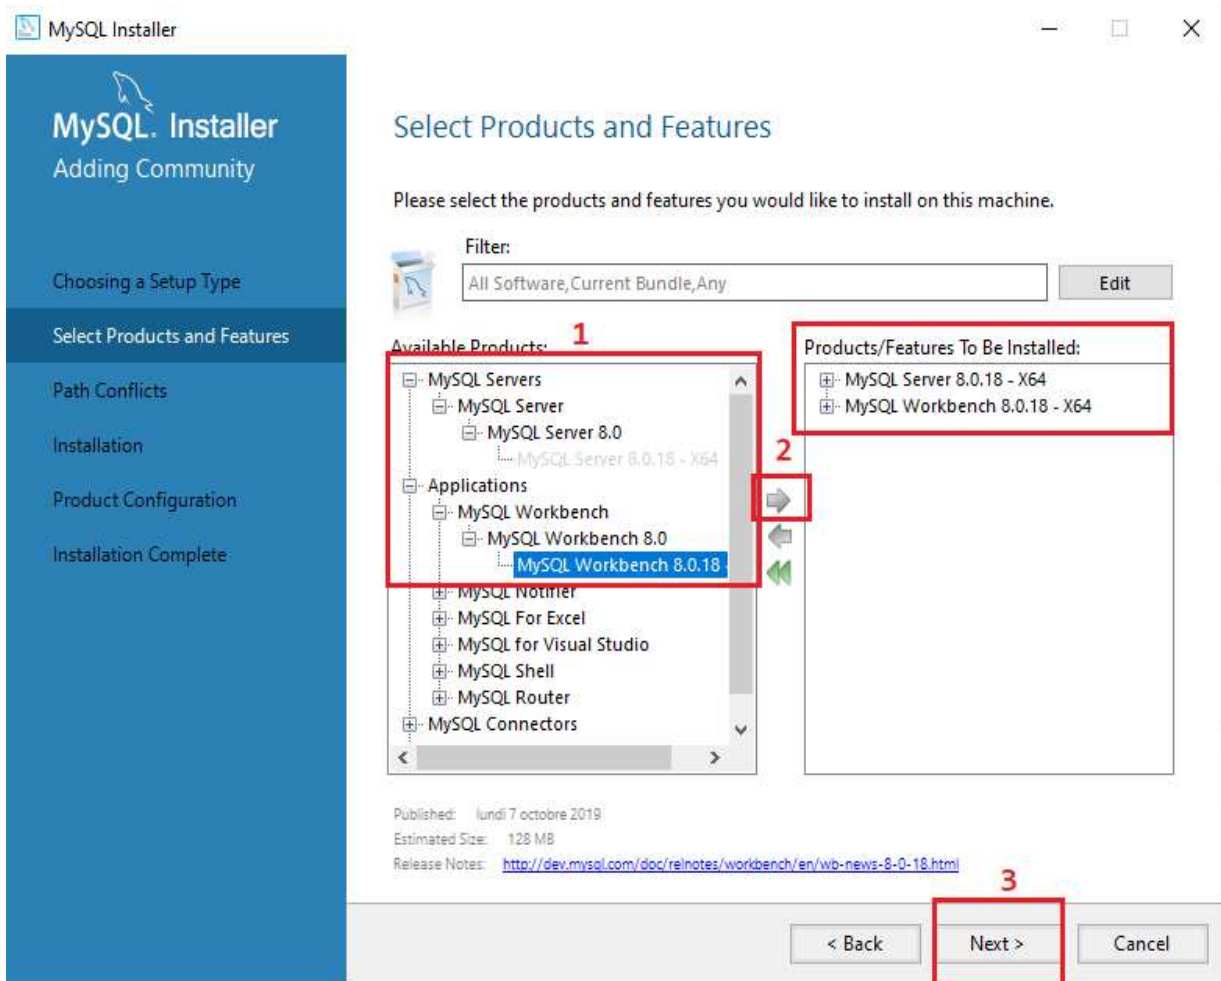 MySQL Installer
MySQL. Installer
Adding Community
Choosing a Setup Type
Select Products and Features
Path Conflicts
Installation
Product Configuration
Installation Complete
Select Products and Features
Please select the products and features you would like to install on this machine.
Filter:
All Software,Current Bundle,Any
Edit
1
Available Products:
MySQL Servers
MySQL Server
MySQL Server 8.0
MySQL Server 8.0.18 - X64
Applications
MySQL Workbench
MySQL Workbench 8.0
MySQL Workbench 8.0.18 -
MySQL Notifier
MySQL For Excel
MySQL for Visual Studio
MySQL Shell
MySQL Router
MySQL Connectors
2
Products/Features To Be Installed:
MySQL Server 8.0.18 - X64
MySQL Workbench 8.0.18 - X64
Published: lundi 7 octobre 2019
Estimated Size: 128 MB
Release Notes: http://dev.mysql.com/doc/relnotes/workbench/en/wb-news-8-0-18.html
3
< Back
Next >
Cancel